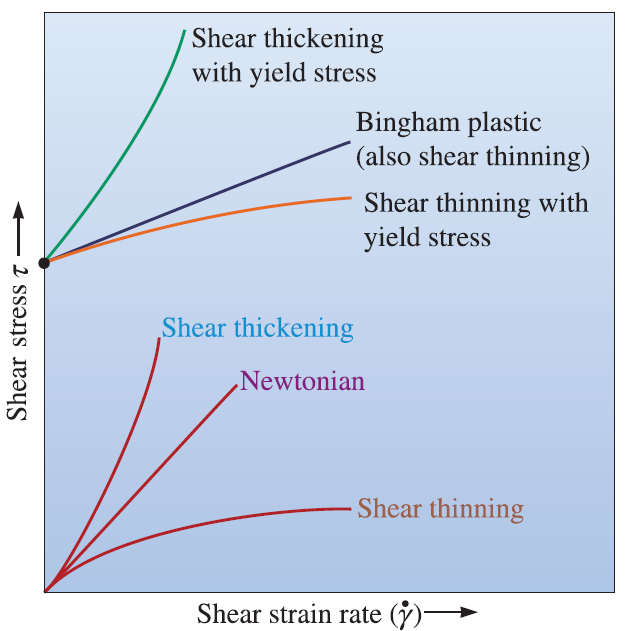 Shear thickening
with yield stress
Bingham plastic
(also shear thinning)
Shear thinning with
yield stress
Shear stress τ
Shear thickening
Newtonian
Shear thinning
Shear strain rate (γ̇)